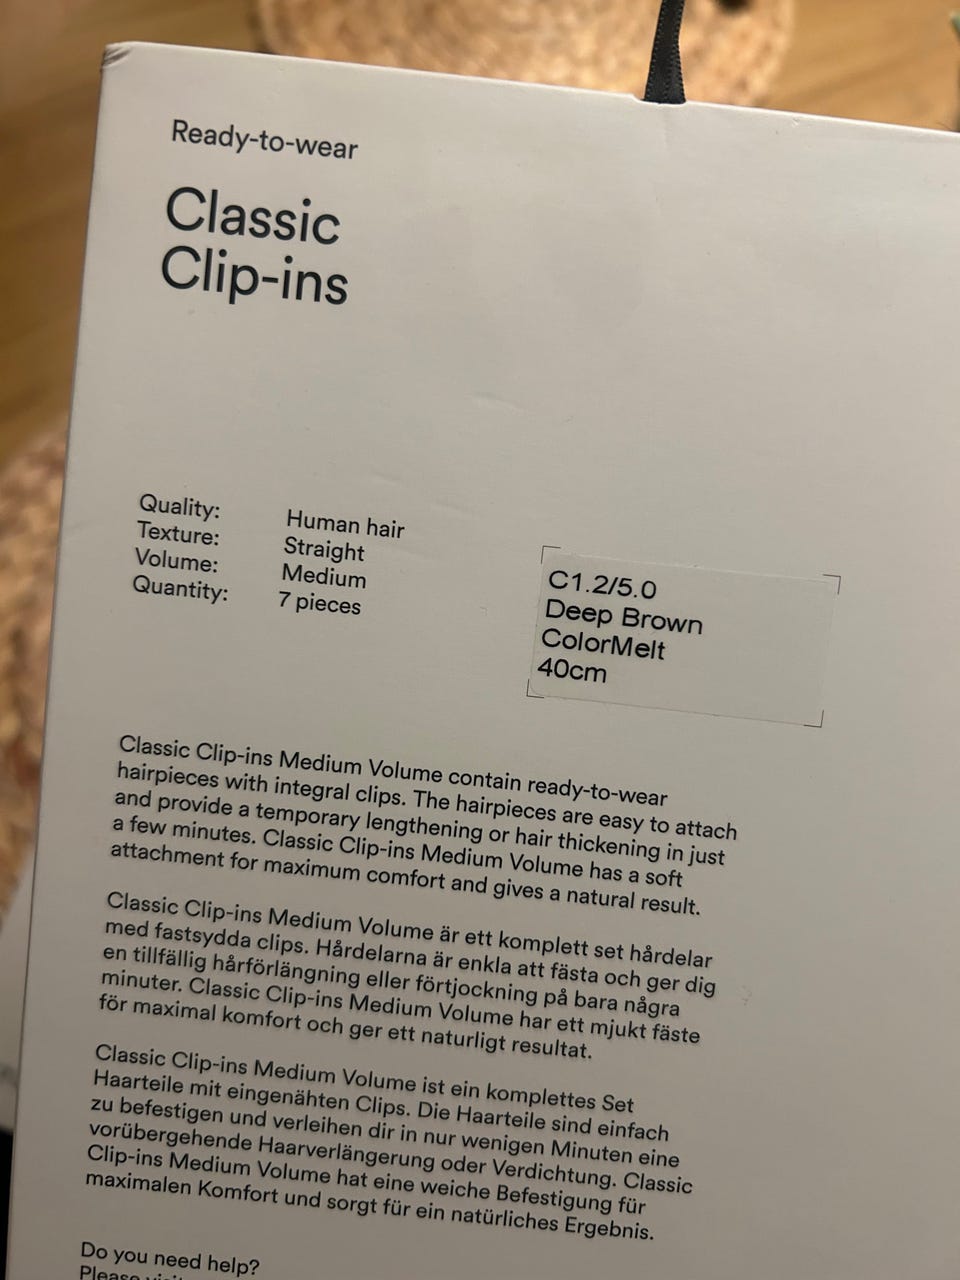 Ready-to-wear
Classic
Clip-ins
Quality: Human hair
Texture: Straight
Volume: Medium
Quantity: 7 pieces
C1.2/5.0
Deep Brown
ColorMelt
40cm
Classic Clip-ins Medium Volume contain ready-to-wear
hairpieces with integral clips. The hairpieces are easy to attach
and provide a temporary lengthening or hair thickening in just
a few minutes. Classic Clip-ins Medium Volume has a soft
attachment for maximum comfort and gives a natural result.
Classic Clip-ins Medium Volume är ett komplett set hårdelar
med fastsydda clips. Hårdelarna är enkla att fästa och ger dig
en tillfällig hårförlängning eller förtjockning på bara några
minuter. Classic Clip-ins Medium Volume har ett mjukt fäste
för maximal komfort och ger ett naturligt resultat.
Classic Clip-ins Medium Volume ist ein komplettes Set
Haarteile mit eingenähten Clips. Die Haarteile sind einfach
zu befestigen und verleihen dir in nur wenigen Minuten eine
vorübergehende Haarverlängerung oder Verdichtung. Classic
Clip-ins Medium Volume hat eine weiche Befestigung für
maximalen Komfort und sorgt für ein natürliches Ergebnis.
Do you need help?
Please